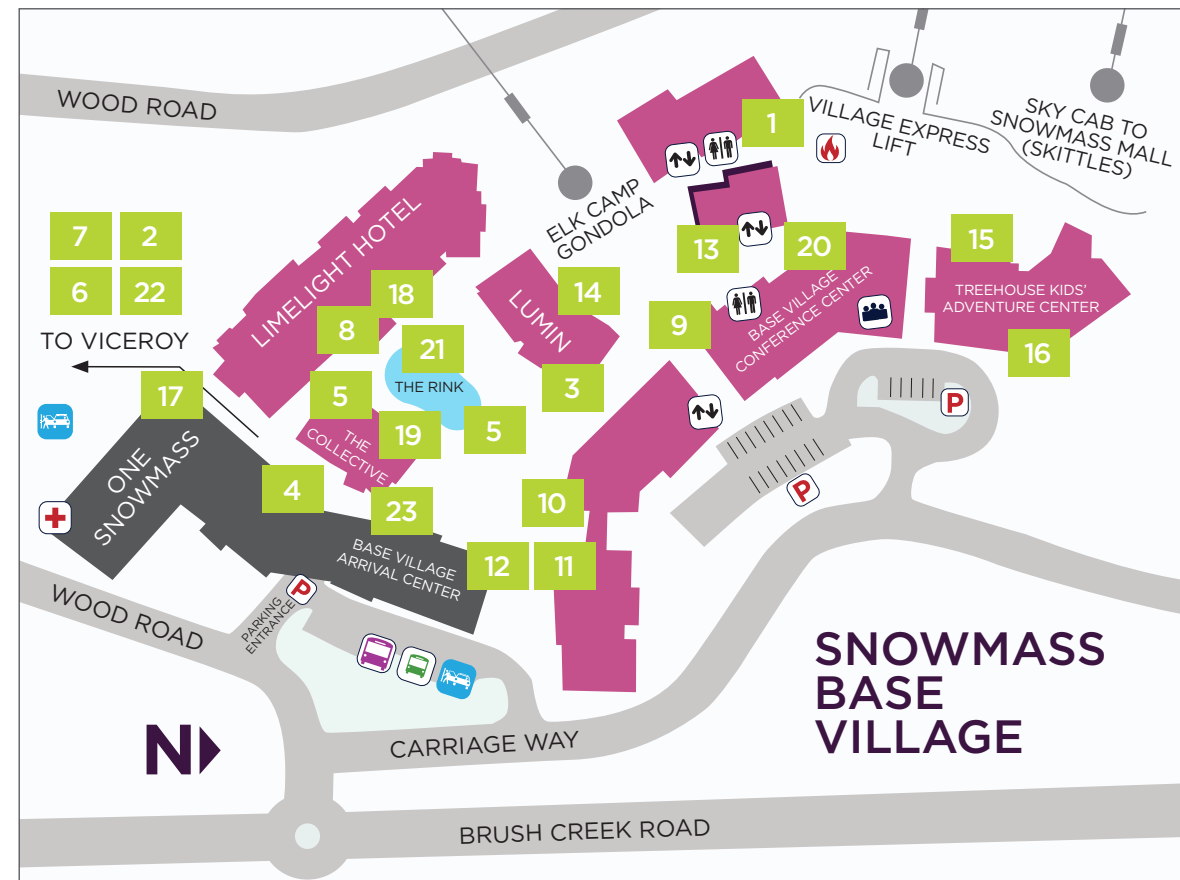 WOOD ROAD
1
VILLAGE EXPRESS
LIFT
SKY CAB TO
SNOWMASS MALL
(SKITTLES)
ELK CAMP
GONDOLA
7
2
6
22
TO VICEROY
LIMELIGHT HOTEL
18
8
LUMIN
14
3
13
20
9
BASE VILLAGE
CONFERENCE CENTER
15
TREEHOUSE KIDS'
ADVENTURE CENTER
16
21
THE RINK
5
17
5
THE
COLLECTIVE
19
ONE
SNOWMASS
4
23
BASE VILLAGE
ARRIVAL CENTER
10
12
11
P
P
P
PARKING
ENTRANCE
WOOD ROAD
SNOWMASS
BASE
VILLAGE
N
CARRIAGE WAY
BRUSH CREEK ROAD